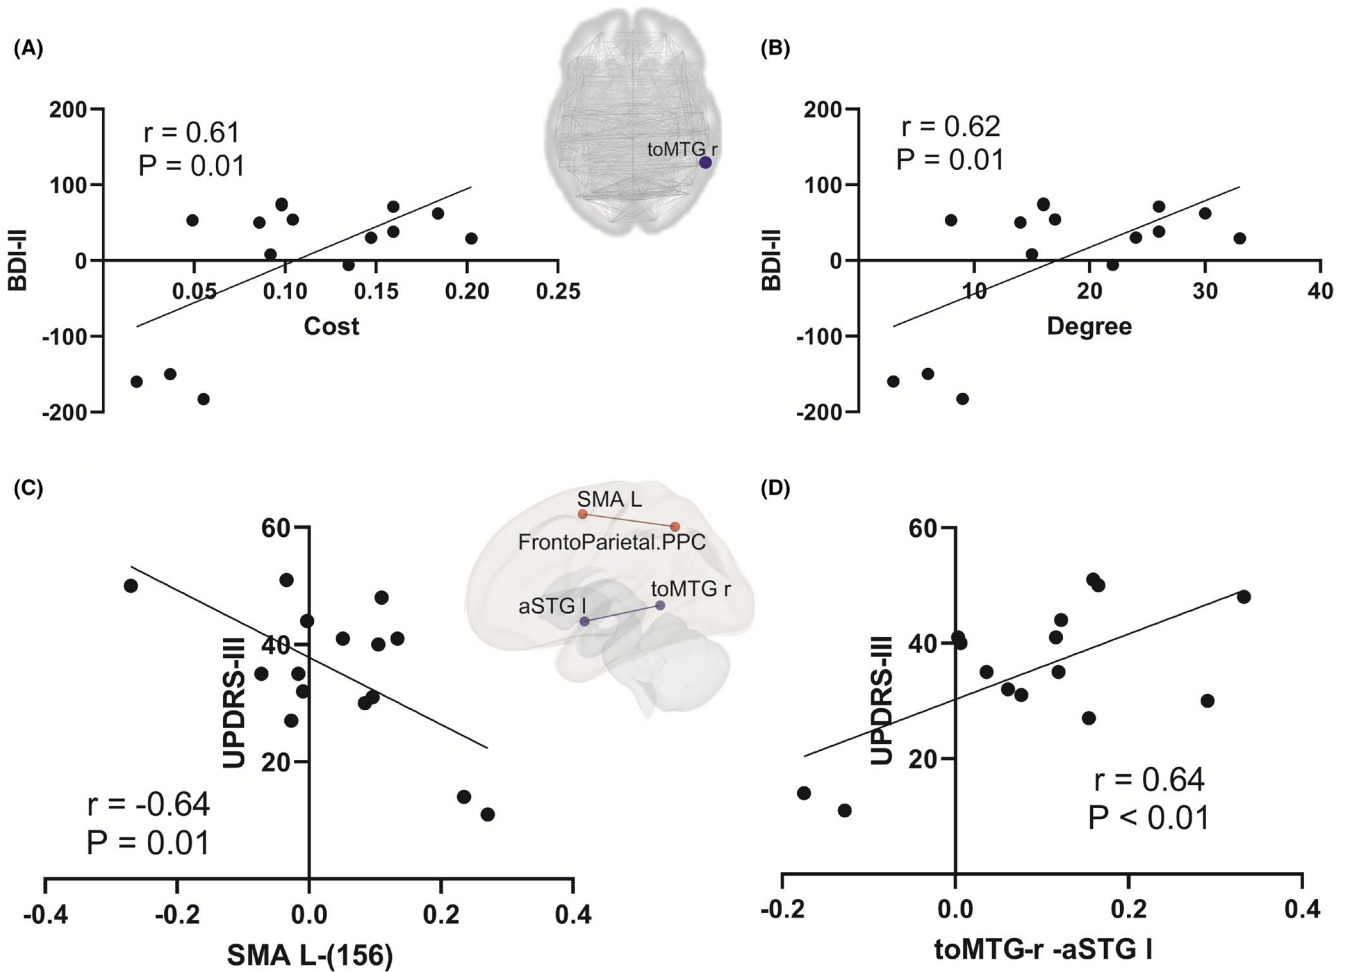 (A)
200
100
0
-100
-200
BDI-II
r = 0.61
P = 0.01
0.05
0.10
0.15
0.20
0.25
Cost
toMTG r
(B)
200
100
0
-100
-200
BDI-II
r = 0.62
P = 0.01
10
20
30
40
Degree
(C)
60
40
20
UPDRS-III
r = -0.64
P = 0.01
-0.4
-0.2
0.0
0.2
0.4
SMA L-(156)
SMA L
FrontoParietal.PPC
toMTG r
aSTG l
(D)
60
40
20
UPDRS-III
r = 0.64
P < 0.01
-0.2
0.0
0.2
0.4
toMTG-r -aSTG l